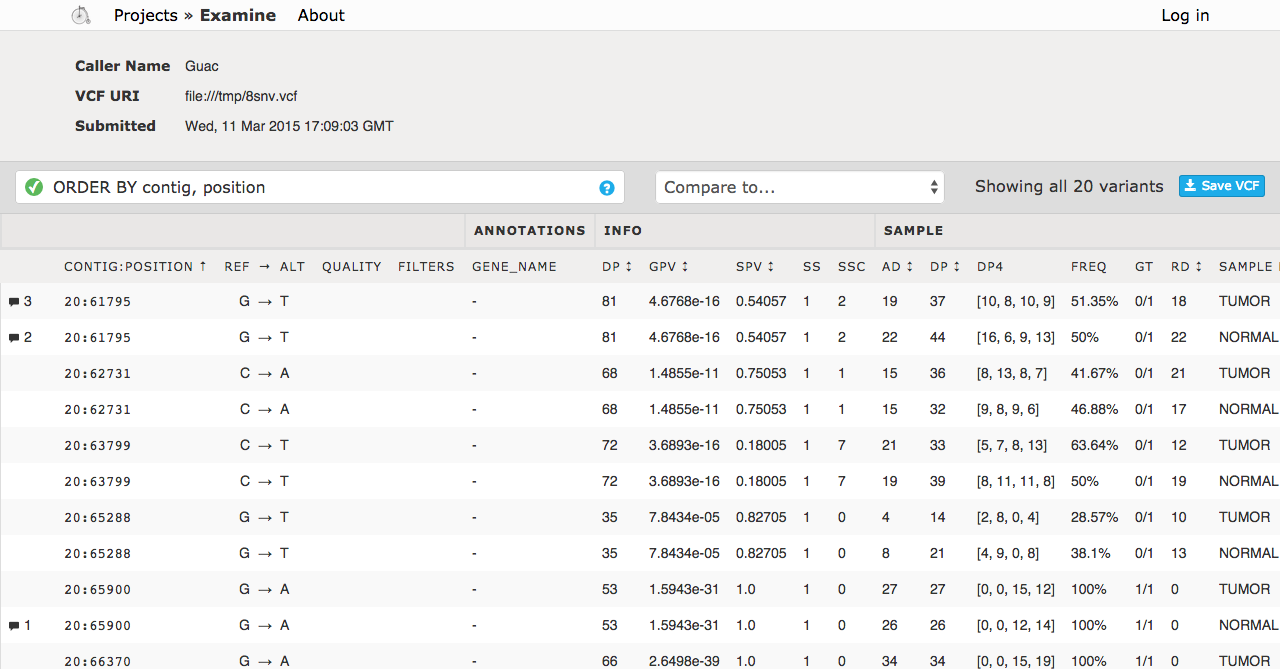 Projects » Examine About Log in
Caller Name Guac
VCF URI file:///tmp/8snv.vcf
Submitted Wed, 11 Mar 2015 17:09:03 GMT
ORDER BY contig, position ? Compare to... Showing all 20 variants Save VCF
ANNOTATIONS INFO SAMPLE
CONTIG:POSITION ↑ REF → ALT QUALITY FILTERS GENE_NAME DP ↕ GPV ↕ SPV ↕ SS SSC AD ↕ DP ↕ DP4 FREQ GT RD ↕ SAMPLE
3 20:61795 G → T - 81 4.6768e-16 0.54057 1 2 19 37 [10, 8, 10, 9] 51.35% 0/1 18 TUMOR
2 20:61795 G → T - 81 4.6768e-16 0.54057 1 2 22 44 [16, 6, 9, 13] 50% 0/1 22 NORMAL
20:62731 C → A - 68 1.4855e-11 0.75053 1 1 15 36 [8, 13, 8, 7] 41.67% 0/1 21 TUMOR
20:62731 C → A - 68 1.4855e-11 0.75053 1 1 15 32 [9, 8, 9, 6] 46.88% 0/1 17 NORMAL
20:63799 C → T - 72 3.6893e-16 0.18005 1 7 21 33 [5, 7, 8, 13] 63.64% 0/1 12 TUMOR
20:63799 C → T - 72 3.6893e-16 0.18005 1 7 19 39 [8, 11, 11, 8] 50% 0/1 19 NORMAL
20:65288 G → T - 35 7.8434e-05 0.82705 1 0 4 14 [2, 8, 0, 4] 28.57% 0/1 10 TUMOR
20:65288 G → T - 35 7.8434e-05 0.82705 1 0 8 21 [4, 9, 0, 8] 38.1% 0/1 13 NORMAL
20:65900 G → A - 53 1.5943e-31 1.0 1 0 27 27 [0, 0, 15, 12] 100% 1/1 0 TUMOR
1 20:65900 G → A - 53 1.5943e-31 1.0 1 0 26 26 [0, 0, 12, 14] 100% 1/1 0 NORMAL
20:66370 G → A - 66 2.6498e-39 1.0 1 0 34 34 [0, 0, 15, 19] 100% 1/1 0 TUMOR